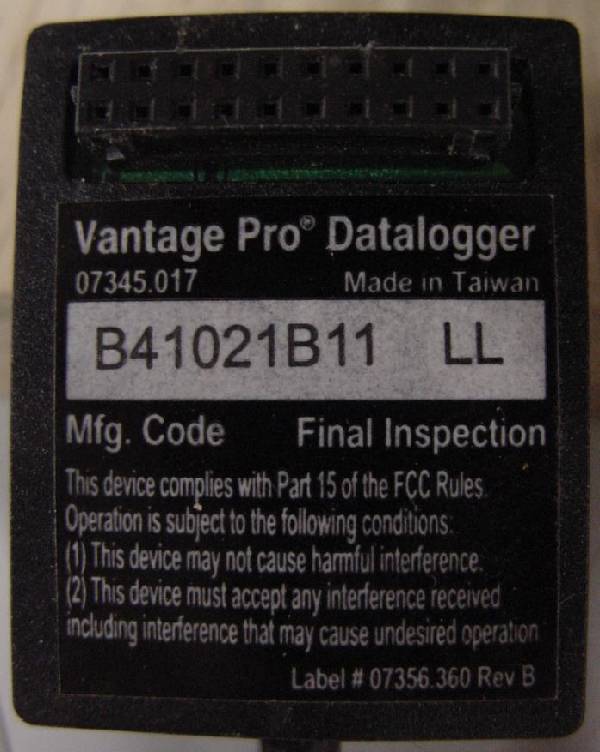 Vantage Pro® Datalogger
07345.017 Made in Taiwan
B41021B11 LL
Mfg. Code Final Inspection
This device complies with Part 15 of the FCC Rules.
Operation is subject to the following conditions:
(1) This device may not cause harmful interference.
(2) This device must accept any interference received
including interference that may cause undesired operation
Label # 07356.360 Rev B